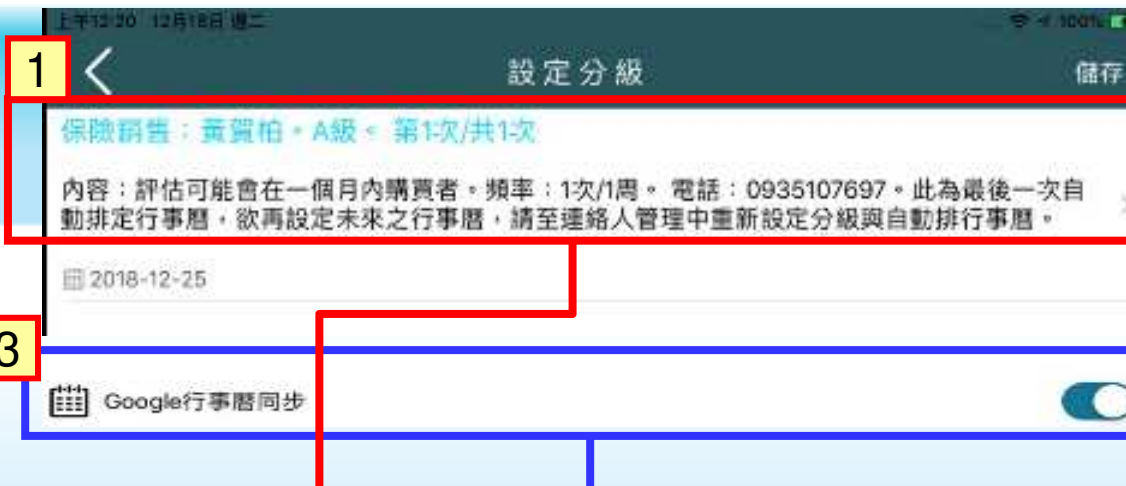 上午12:20 12月18日 週二
100%
1
設定分級
儲存
保險銷售：黃賀柏。A級。 第1次/共1次
內容：評估可能會在一個月內購買者。頻率：1次/1周。 電話：0935107697。此為最後一次自
動排定行事曆，欲再設定未來之行事曆，請至連絡人管理中重新設定分級與自動排行事曆。
2018-12-25
3
Google行事曆同步